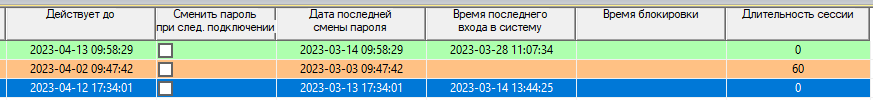 Действует до Сменить пароль при след. подключении Дата последней смены пароля Время последнего входа в систему Время блокировки Длительность сессии
2023-04-13 09:58:29 2023-03-14 09:58:29 2023-03-28 11:07:34 0
2023-04-02 09:47:42 2023-03-03 09:47:42 60
2023-04-12 17:34:01 2023-03-13 17:34:01 2023-03-14 13:44:25 0